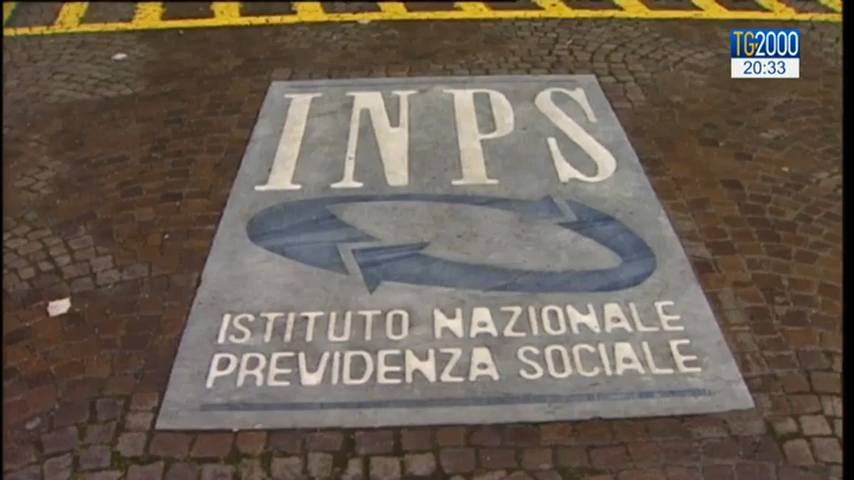 TG2000
20:33
INPS
ISTITUTO NAZIONALE
PREVIDENZA SOCIALE